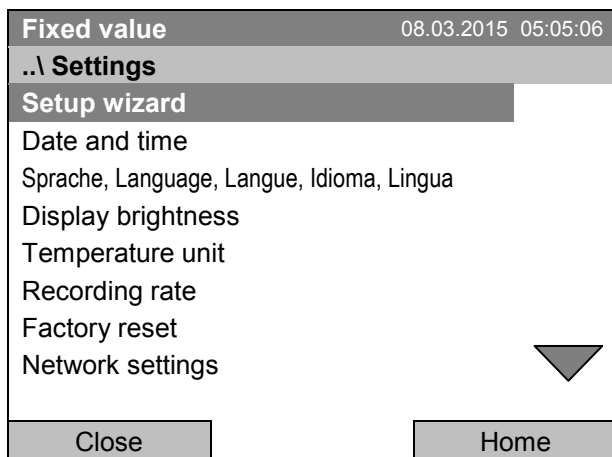 Fixed value 08.03.2015 05:05:06
..\ Settings
Setup wizard
Date and time
Sprache, Language, Langue, Idioma, Lingua
Display brightness
Temperature unit
Recording rate
Factory reset
Network settings
Close Home